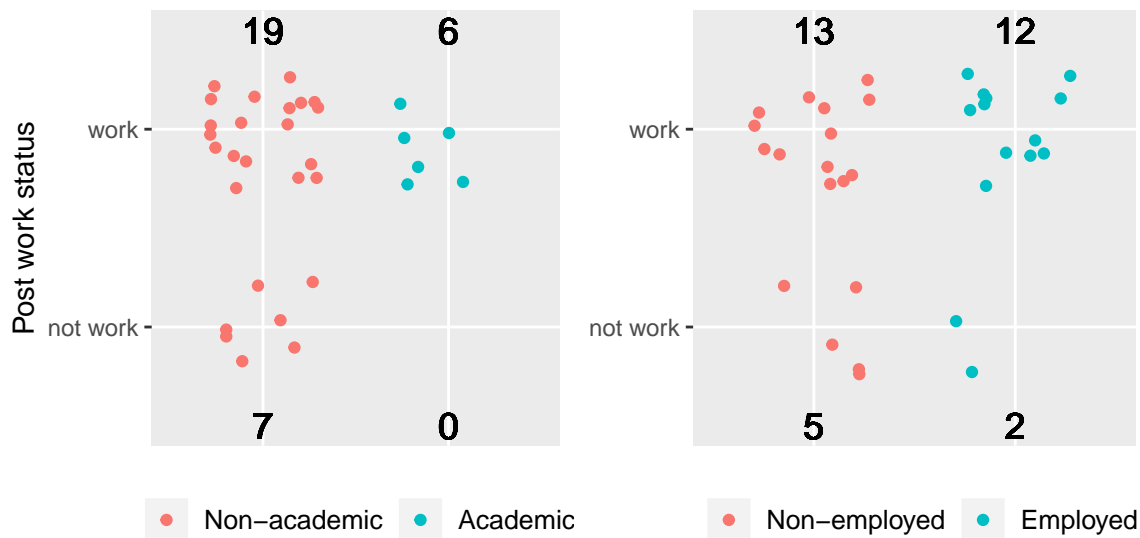 19 6
13 12
Post work status
work
not work
work
not work
7 0
5 2
Non−academic Academic
Non−employed Employed